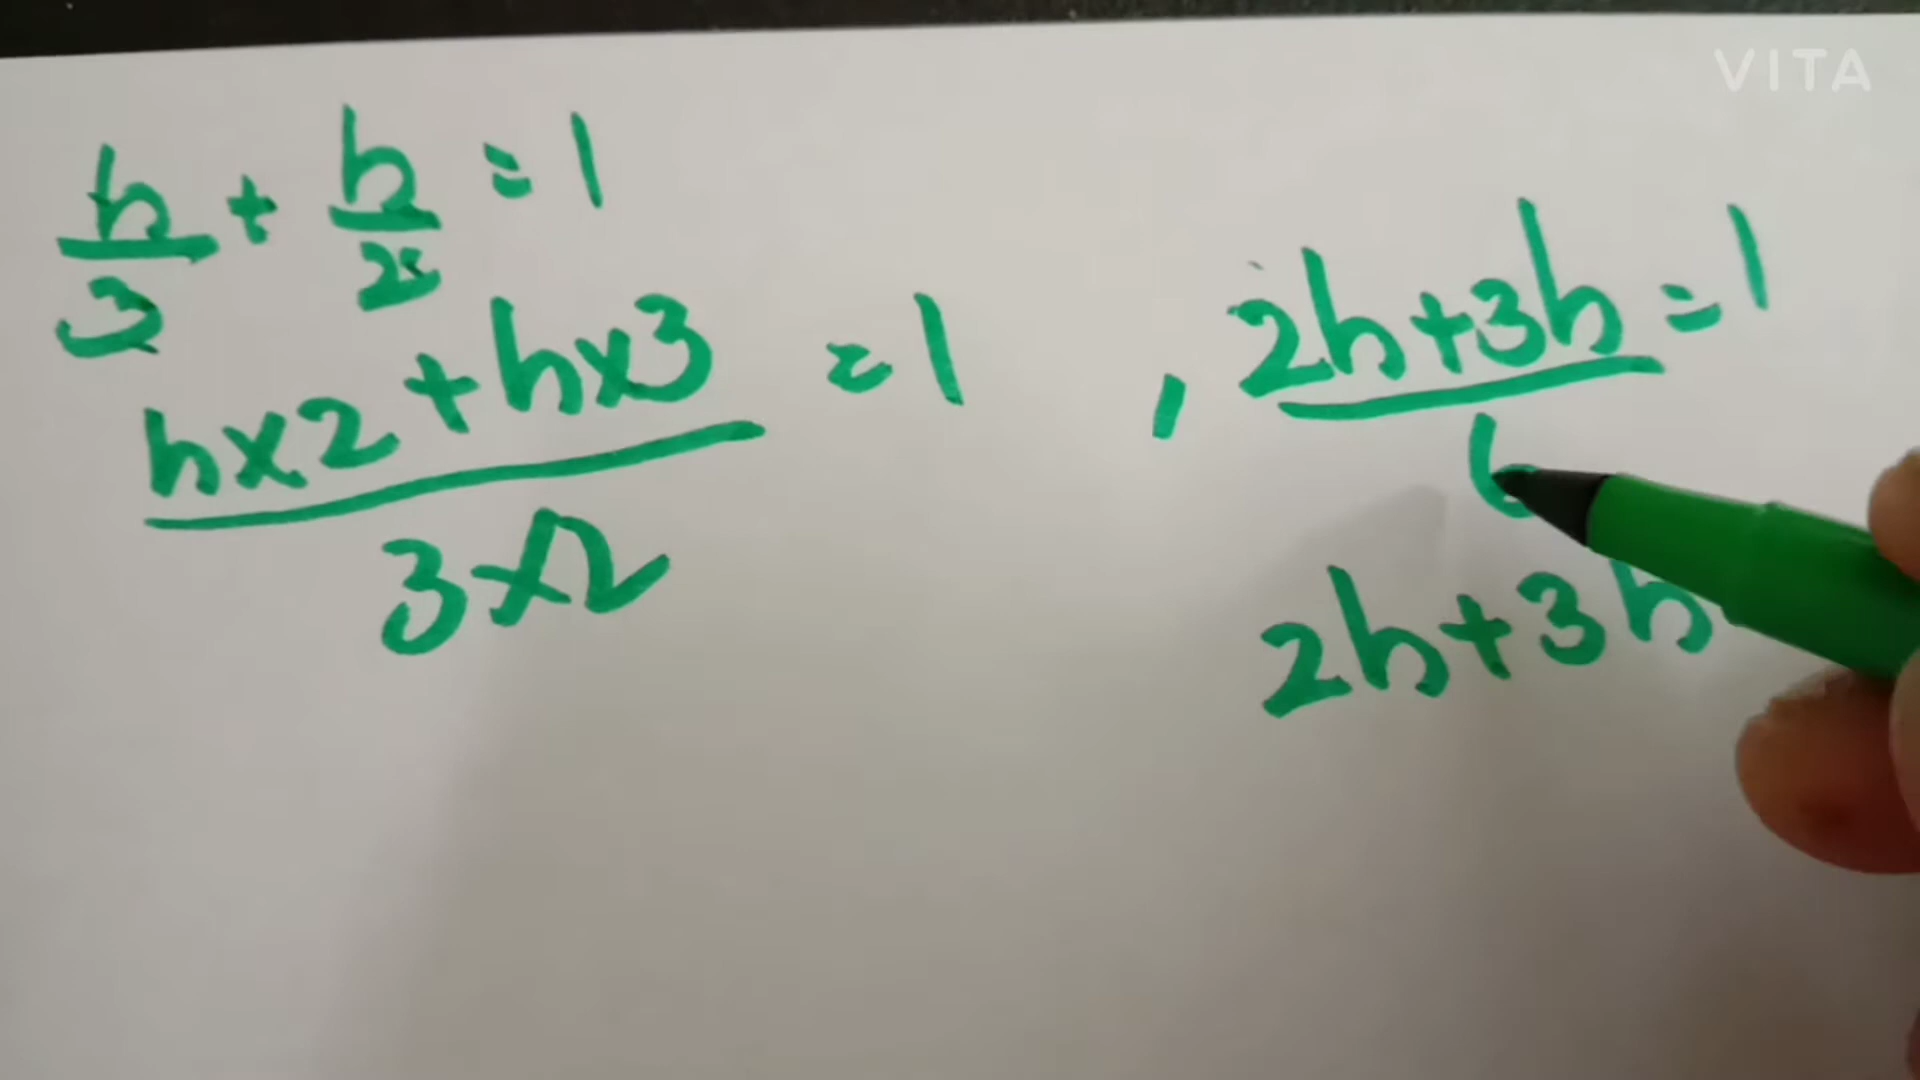 VITA
h/3 + h/2 = 1
h×2+h×3/3×2 = 1
, 2h+3h/6 = 1
2h+3h